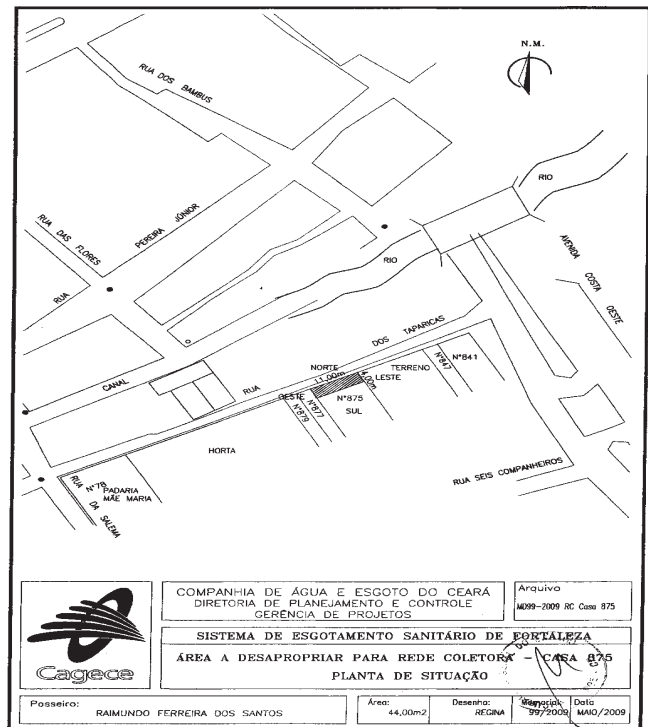 N.M.
RUA DOS BAMBUS
RIO
RUA DAS FLORES
PEREIRA JÚNIOR
RUA
RIO
AVENIDA COSTA OESTE
CANAL
RUA DOS TAPARICAS
NORTE
11,00m
4,00m
TERRENO
LESTE
N°847
N°841
OESTE
N°877
N°879
N°875
SUL
HORTA
RUA SEIS COMPANHEIROS
PADARIA
MÃE MARIA
RUA DA SALEMA
Cagece
COMPANHIA DE ÁGUA E ESGOTO DO CEARÁ
DIRETORIA DE PLANEJAMENTO E CONTROLE
GERÊNCIA DE PROJETOS
Arquivo
MD99-2009 RC Casa 875
SISTEMA DE ESGOTAMENTO SANITÁRIO DE FORTALEZA
ÁREA A DESAPROPRIAR PARA REDE COLETORA - CASA 875
PLANTA DE SITUAÇÃO
Posseiro:
RAIMUNDO FERREIRA DOS SANTOS
Área:
44,00m2
Desenho:
REGINA
Memorial:
99/2009
Data
MAIO/2009